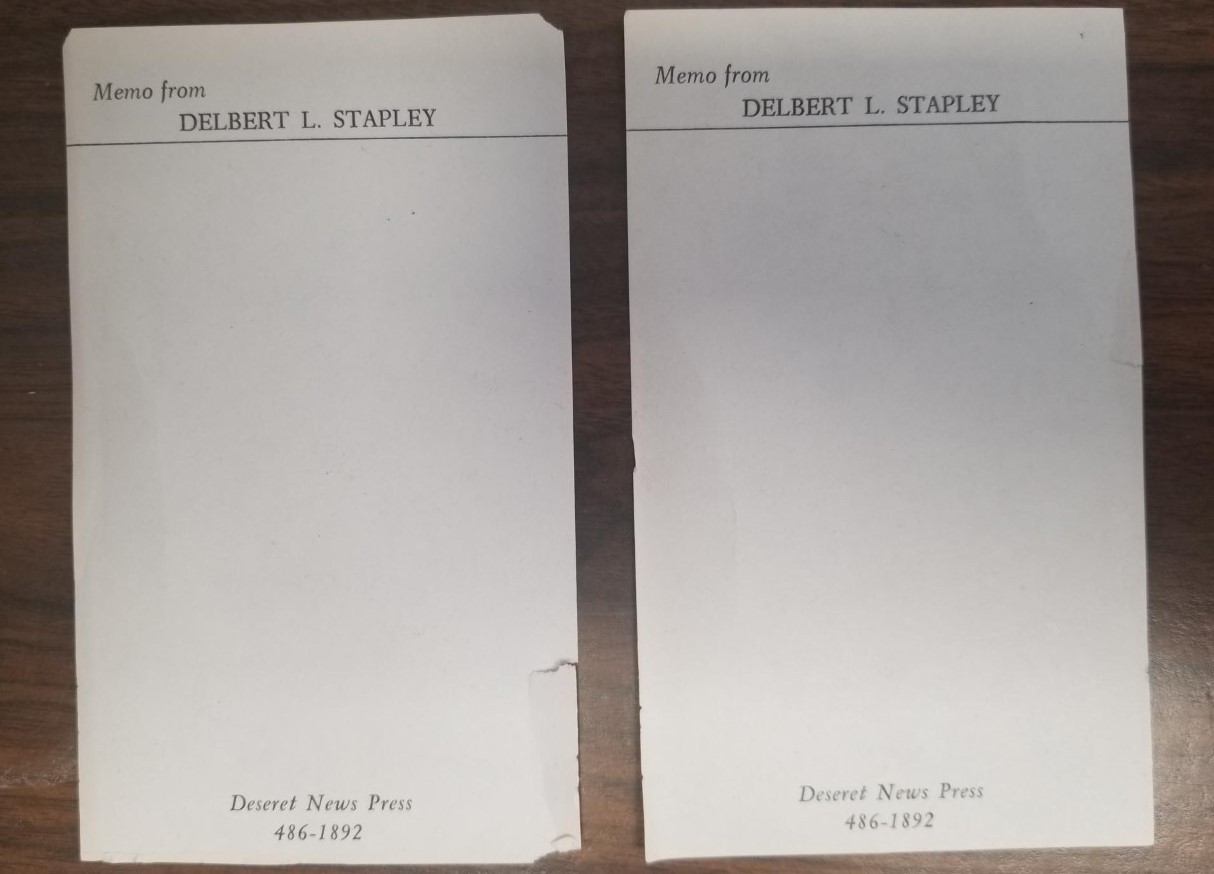 Memo from
DELBERT L. STAPLEY
Deseret News Press
486-1892
Memo from
DELBERT L. STAPLEY
Deseret News Press
486-1892